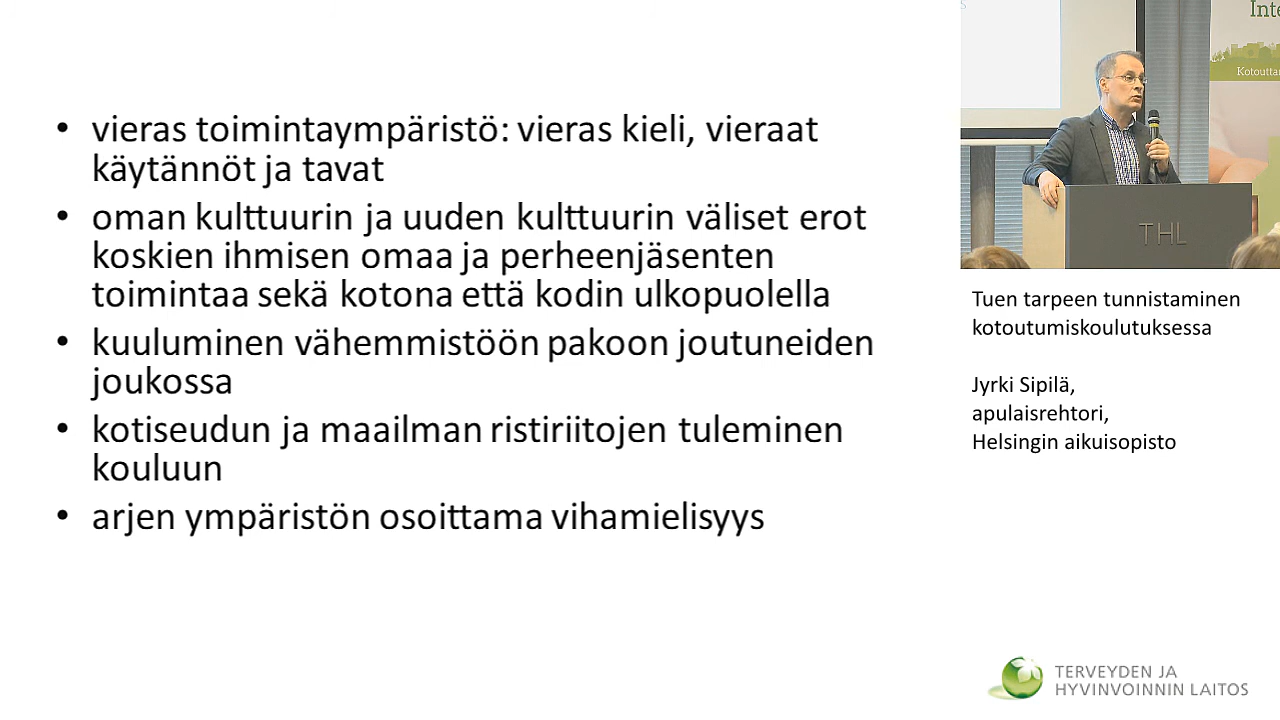 • vieras toimintaympäristö: vieras kieli, vieraat
käytännöt ja tavat
• oman kulttuurin ja uuden kulttuurin väliset erot
koskien ihmisen omaa ja perheenjäsenten
toimintaa sekä kotona että kodin ulkopuolella
• kuuluminen vähemmistöön pakoon joutuneiden
joukossa
• kotiseudun ja maailman ristiriitojen tuleminen
kouluun
• arjen ympäristön osoittama vihamielisyys
THL
Tuen tarpeen tunnistaminen
kotoutumiskoulutuksessa
Jyrki Sipilä,
apulaisrehtori,
Helsingin aikuisopisto
TERVEYDEN JA
HYVINVOINNIN LAITOS